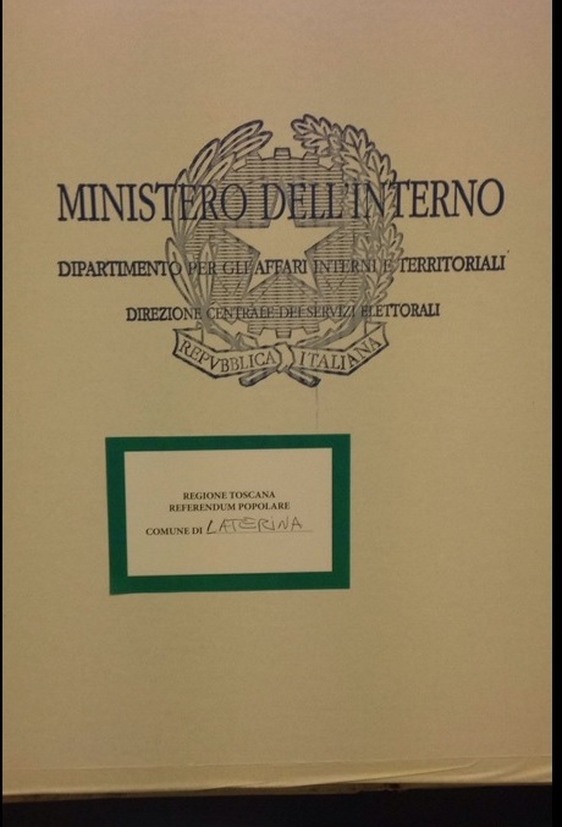 MINISTERO DELL'INTERNO
DIPARTIMENTO PER GLI AFFARI INTERNI E TERRITORIALI
DIREZIONE CENTRALE DEI SERVIZI ELETTORALI
REPVBBLICA ITALIANA
REGIONE TOSCANA
REFERENDUM POPOLARE
COMUNE DI LATERINA